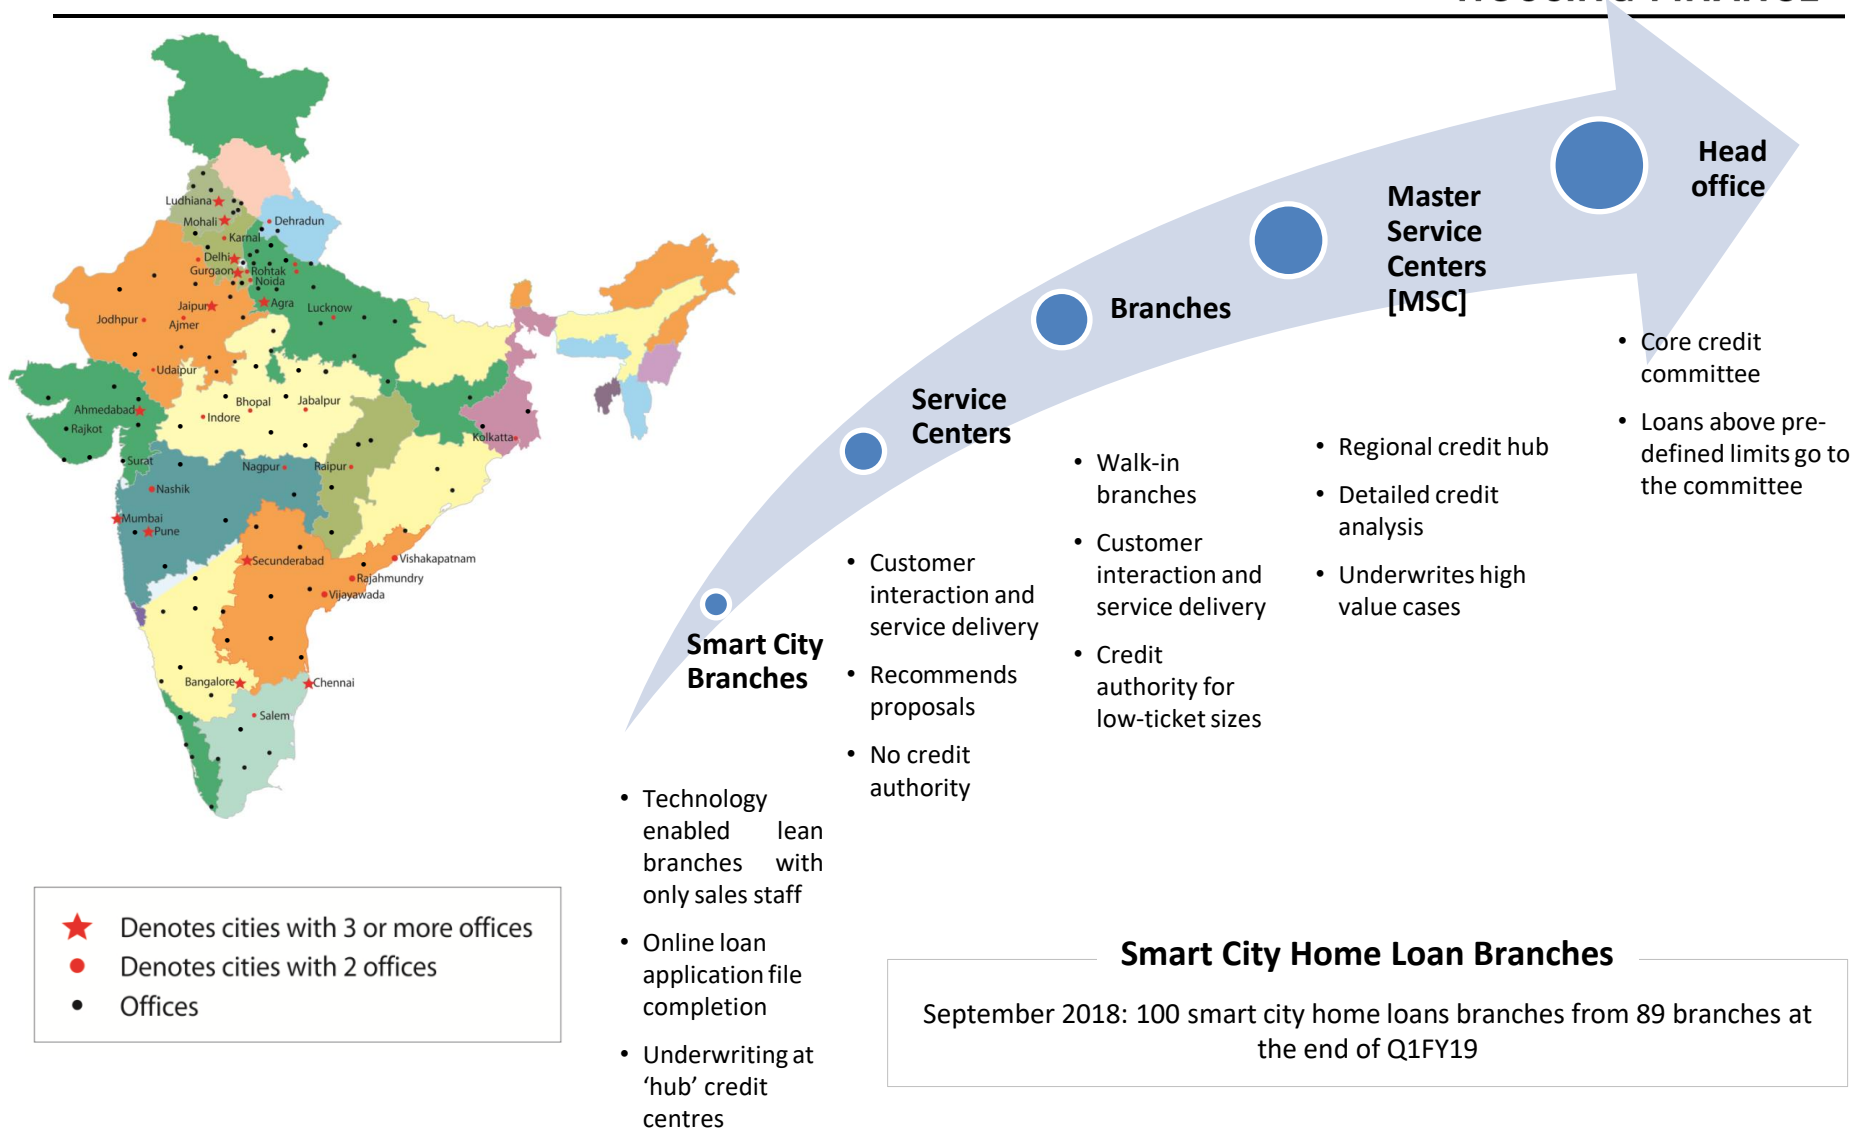 HOUSING FINANCE
Ludhiana
Mohali
Dehradun
Karnal
Delhi
Gurgaon
Rohtak
Noida
Jaipur
Agra
Lucknow
Jodhpur
Ajmer
Udaipur
Ahmedabad
Bhopal
Jabalpur
Indore
Rajkot
Kolkatta
Surat
Nagpur
Raipur
Nashik
Mumbai
Pune
Secunderabad
Vishakapatnam
Rajahmundry
Vijayawada
Bangalore
Chennai
Salem
Denotes cities with 3 or more offices
Denotes cities with 2 offices
• Offices
Smart City
Branches
• Technology
enabled lean
branches with
only sales staff
• Online loan
application file
completion
• Underwriting at
‘hub’ credit
centres
Service
Centers
• Customer
interaction and
service delivery
• Recommends
proposals
• No credit
authority
Branches
• Walk-in
branches
• Customer
interaction and
service delivery
• Credit
authority for
low-ticket sizes
Master
Service
Centers
[MSC]
• Regional credit hub
• Detailed credit
analysis
• Underwrites high
value cases
Head
office
• Core credit
committee
• Loans above pre-
defined limits go to
the committee
Smart City Home Loan Branches
September 2018: 100 smart city home loans branches from 89 branches at
the end of Q1FY19